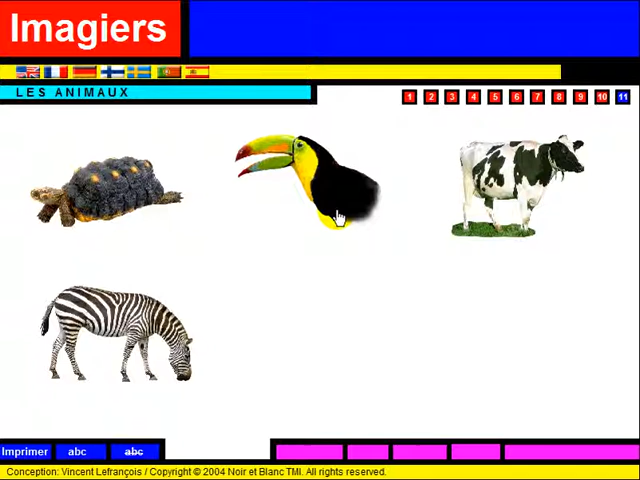 Imagiers
LES ANIMAUX
1 2 3 4 5 6 7 8 9 10 11
Imprimer abc abc
Conception: Vincent Lefrançois / Copyright © 2004 Noir et Blanc TMI. All rights reserved.